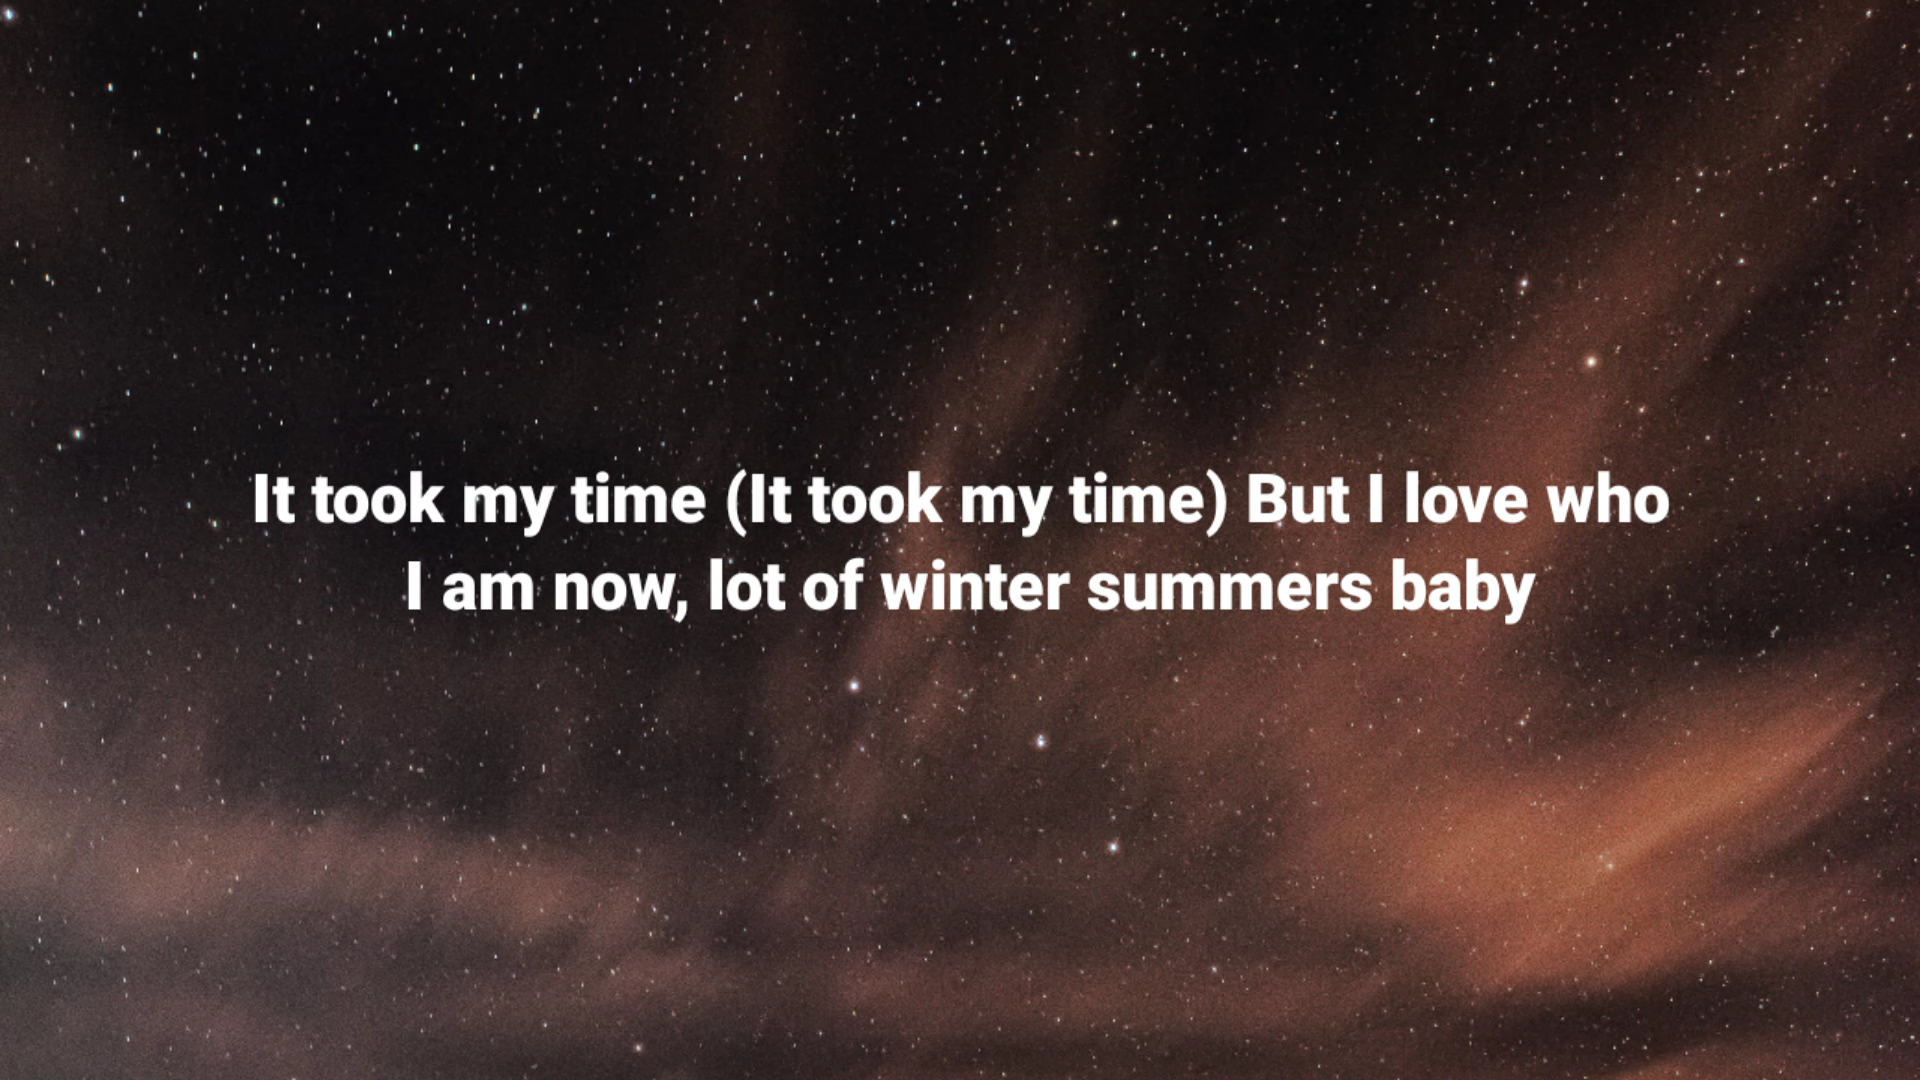 It took my time (It took my time) But I love who
I am now, lot of winter summers baby